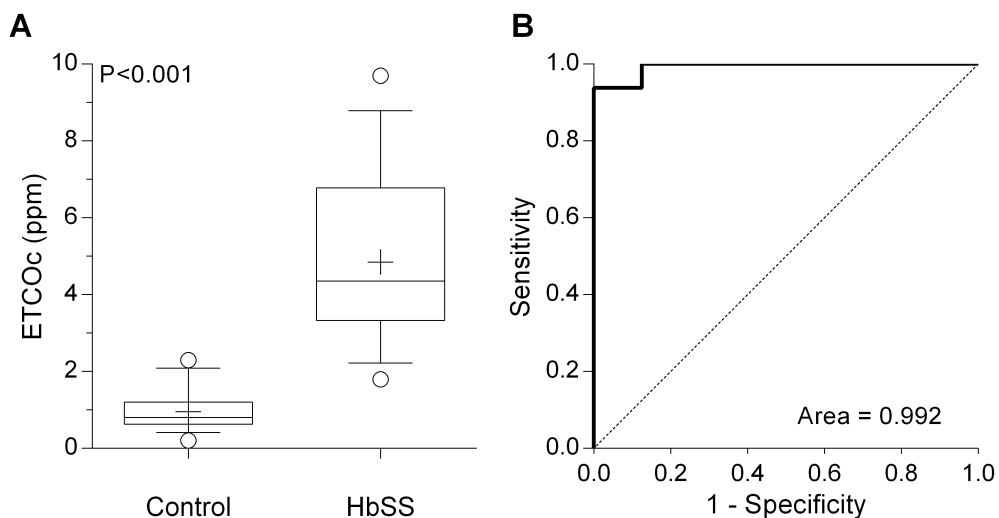 A
B
P<0.001
10
8
6
4
2
0
ETCOc (ppm)
Control
HbSS
1.0
0.8
0.6
0.4
0.2
0.0
Sensitivity
Area = 0.992
0.0
0.2
0.4
0.6
0.8
1.0
1 - Specificity